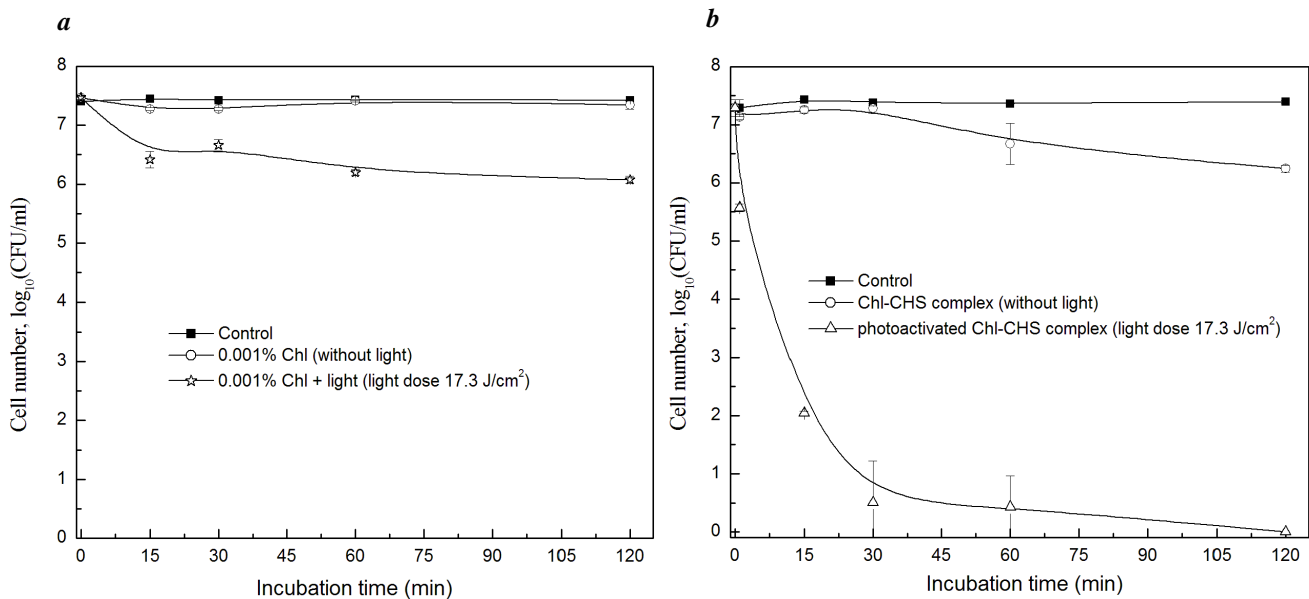 a
8
7
6
5
4
3
2
1
0
Cell number, log10(CFU/ml)
Control
0.001% Chl (without light)
0.001% Chl + light (light dose 17.3 J/cm2)
0 15 30 45 60 75 90 105 120
Incubation time (min)
b
8
7
6
5
4
3
2
1
0
Cell number, log10(CFU/ml)
Control
Chl-CHS complex (without light)
photoactivated Chl-CHS complex (light dose 17.3 J/cm2)
0 15 30 45 60 75 90 105 120
Incubation time (min)